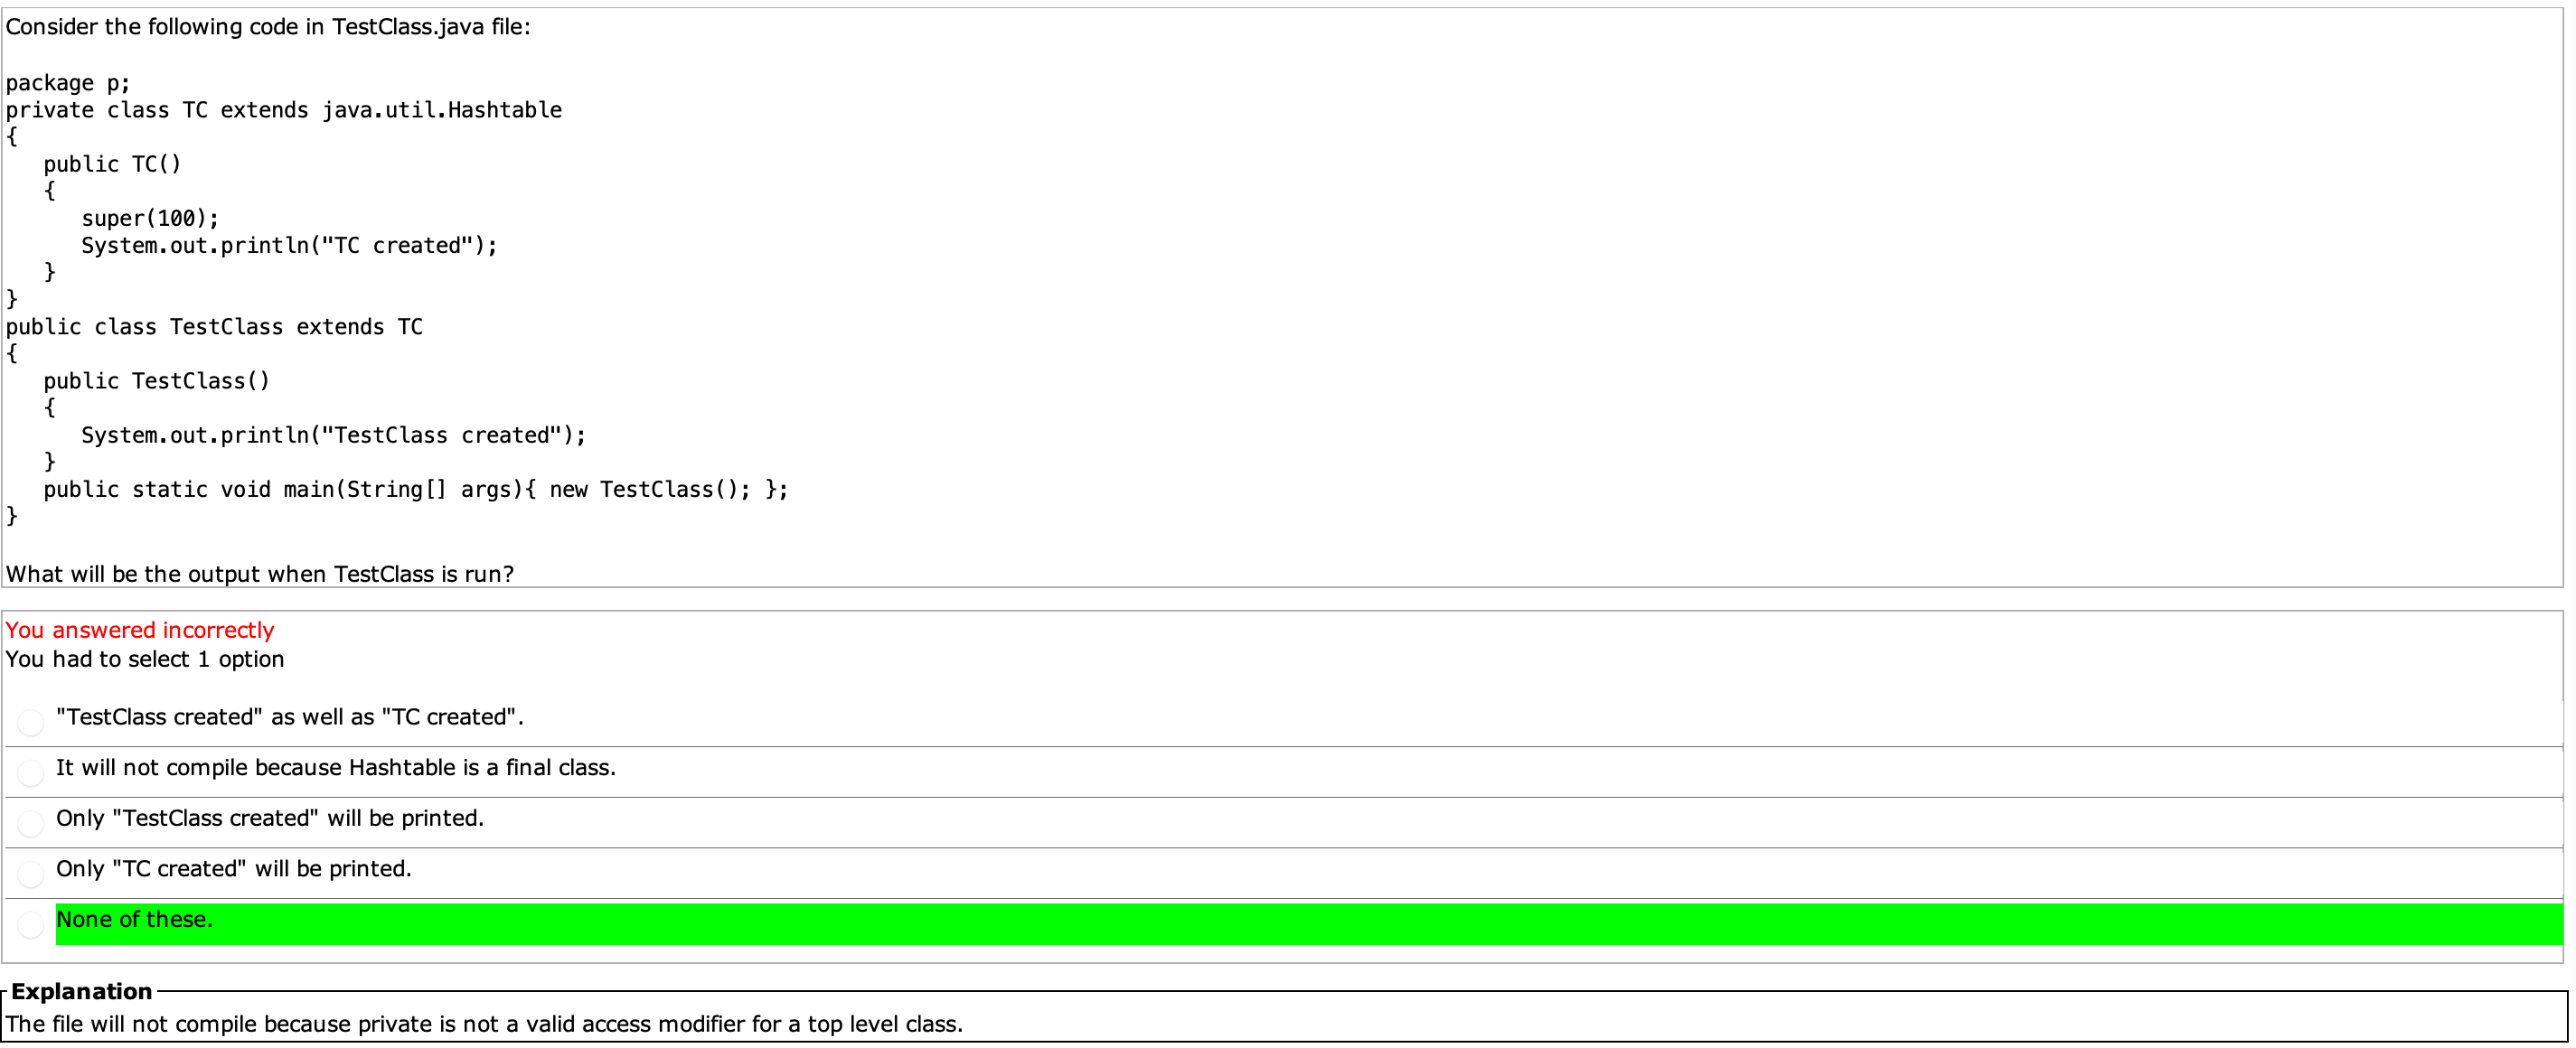 Consider the following code in TestClass.java file:
package p;
private class TC extends java.util.Hashtable
{
   public TC()
   {
      super(100);
      System.out.println("TC created");
   }
}
public class TestClass extends TC
{
   public TestClass()
   {
      System.out.println("TestClass created");
   }
   public static void main(String[] args){ new TestClass(); };
}
What will be the output when TestClass is run?
You answered incorrectly
You had to select 1 option
"TestClass created" as well as "TC created".
It will not compile because Hashtable is a final class.
Only "TestClass created" will be printed.
Only "TC created" will be printed.
None of these.
Explanation
The file will not compile because private is not a valid access modifier for a top level class.